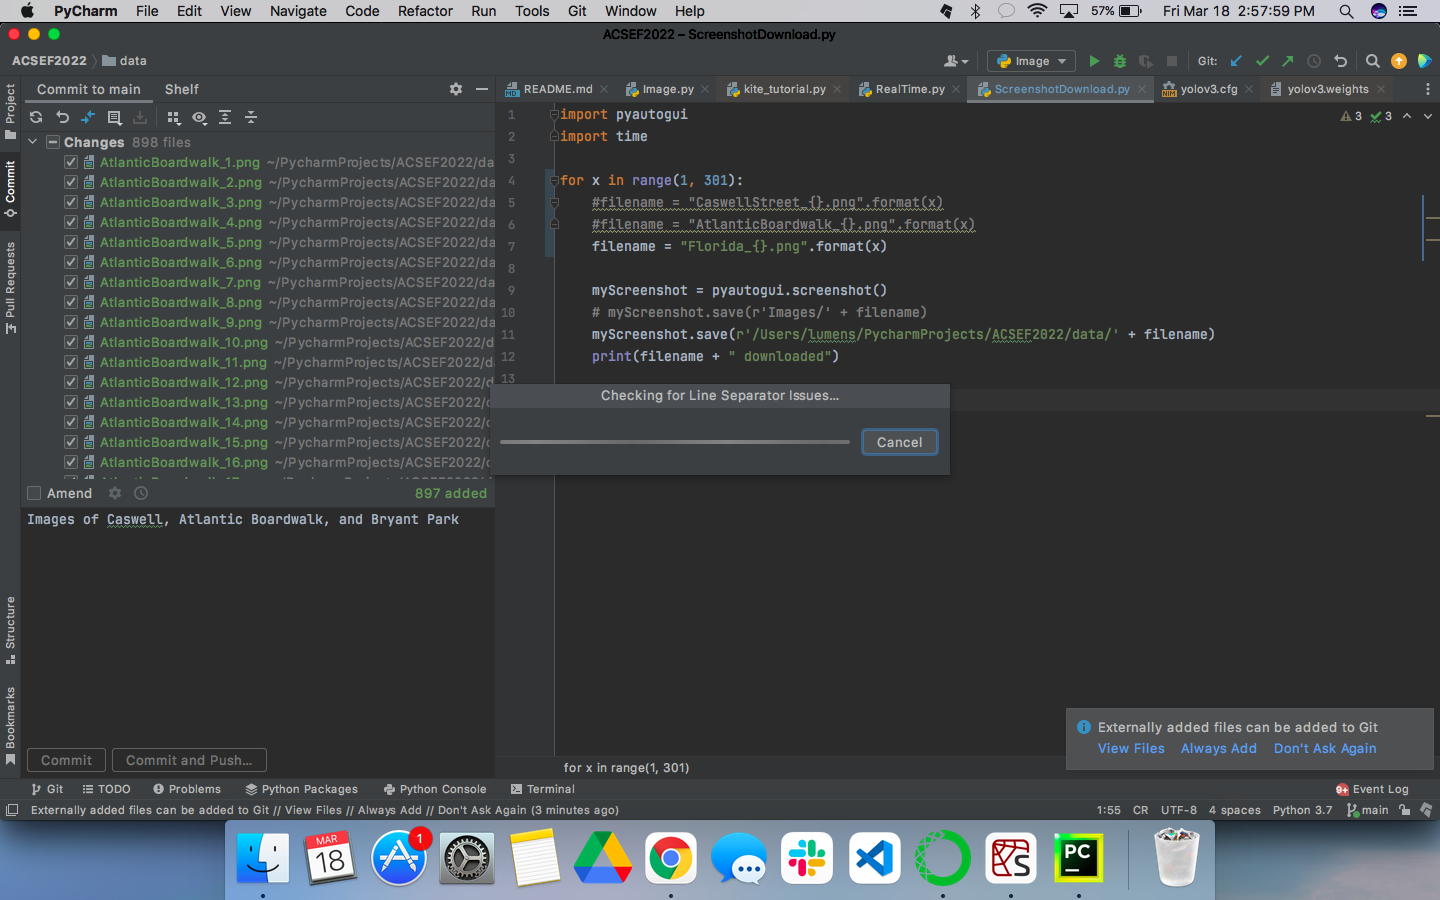 PyCharm File Edit View Navigate Code Refactor Run Tools Git Window Help 57% Fri Mar 18 2:57:59 PM
ACSEF2022 – ScreenshotDownload.py
ACSEF2022 data Image Git:
Project
Commit
Pull Requests
Structure
Bookmarks
Commit to main Shelf
Changes 898 files
AtlanticBoardwalk_1.png ~/PycharmProjects/ACSEF2022/da
AtlanticBoardwalk_2.png ~/PycharmProjects/ACSEF2022/da
AtlanticBoardwalk_3.png ~/PycharmProjects/ACSEF2022/da
AtlanticBoardwalk_4.png ~/PycharmProjects/ACSEF2022/da
AtlanticBoardwalk_5.png ~/PycharmProjects/ACSEF2022/da
AtlanticBoardwalk_6.png ~/PycharmProjects/ACSEF2022/da
AtlanticBoardwalk_7.png ~/PycharmProjects/ACSEF2022/da
AtlanticBoardwalk_8.png ~/PycharmProjects/ACSEF2022/da
AtlanticBoardwalk_9.png ~/PycharmProjects/ACSEF2022/da
AtlanticBoardwalk_10.png ~/PycharmProjects/ACSEF2022/d
AtlanticBoardwalk_11.png ~/PycharmProjects/ACSEF2022/d
AtlanticBoardwalk_12.png ~/PycharmProjects/ACSEF2022/d
AtlanticBoardwalk_13.png ~/PycharmProjects/ACSEF2022/d
AtlanticBoardwalk_14.png ~/PycharmProjects/ACSEF2022/d
AtlanticBoardwalk_15.png ~/PycharmProjects/ACSEF2022/d
AtlanticBoardwalk_16.png ~/PycharmProjects/ACSEF2022/d
Amend 897 added
Images of Caswell, Atlantic Boardwalk, and Bryant Park
Commit Commit and Push...
README.md Image.py kite_tutorial.py RealTime.py ScreenshotDownload.py yolov3.cfg yolov3.weights
3 3
1 import pyautogui
2 import time
3
4 for x in range(1, 301):
5 #filename = "CaswellStreet_{}.png".format(x)
6 #filename = "AtlanticBoardwalk_{}.png".format(x)
7 filename = "Florida_{}.png".format(x)
8
9 myScreenshot = pyautogui.screenshot()
10 # myScreenshot.save(r'Images/' + filename)
11 myScreenshot.save(r'/Users/lumens/PycharmProjects/ACSEF2022/data/' + filename)
12 print(filename + " downloaded")
13
Checking for Line Separator Issues...
Cancel
Externally added files can be added to Git
View Files Always Add Don't Ask Again
for x in range(1, 301)
Git TODO Problems Python Packages Python Console Terminal 9+ Event Log
Externally added files can be added to Git // View Files // Always Add // Don't Ask Again (3 minutes ago) 1:55 CR UTF-8 4 spaces Python 3.7 main
MAR
18
1
PC